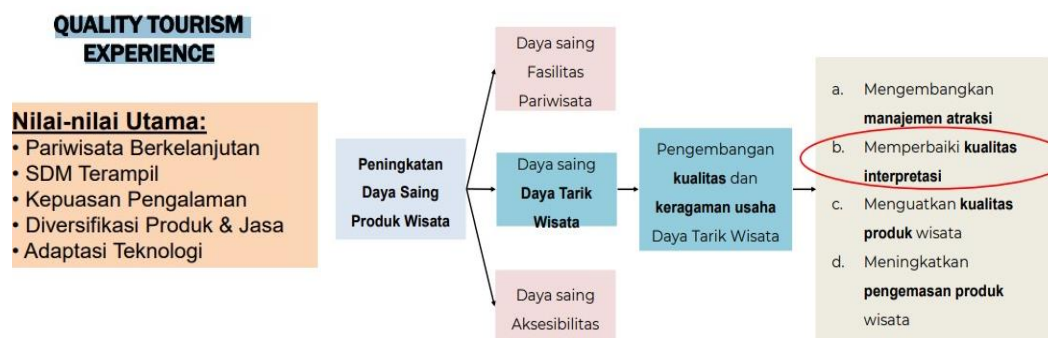 QUALITY TOURISM
EXPERIENCE
Nilai-nilai Utama:
• Pariwisata Berkelanjutan
• SDM Terampil
• Kepuasan Pengalaman
• Diversifikasi Produk & Jasa
• Adaptasi Teknologi
Peningkatan
Daya Saing
Produk Wisata
Daya saing
Fasilitas
Pariwisata
Daya saing
Daya Tarik
Wisata
Daya saing
Aksesibilitas
Pengembangan
kualitas dan
keragaman usaha
Daya Tarik Wisata
a. Mengembangkan
manajemen atraksi
b. Memperbaiki kualitas
interpretasi
c. Menguatkan kualitas
produk wisata
d. Meningkatkan
pengemasan produk
wisata